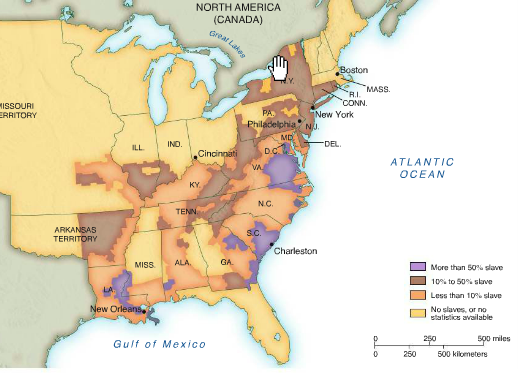 NORTH AMERICA
(CANADA)
Great Lakes
N.Y.
Boston
MASS.
R.I.
CONN.
MISSOURI
TERRITORY
PA.
New York
Philadelphia
N.J.
ILL.
IND.
MD.
DEL.
Cincinnati
D.C.
VA.
ATLANTIC
OCEAN
KY.
N.C.
TENN.
ARKANSAS
TERRITORY
S.C.
Charleston
MISS.
ALA.
GA.
More than 50% slave
10% to 50% slave
LA.
Less than 10% slave
New Orleans
No slaves, or no
statistics available
Gulf of Mexico
0 250 500 miles
0 250 500 kilometers